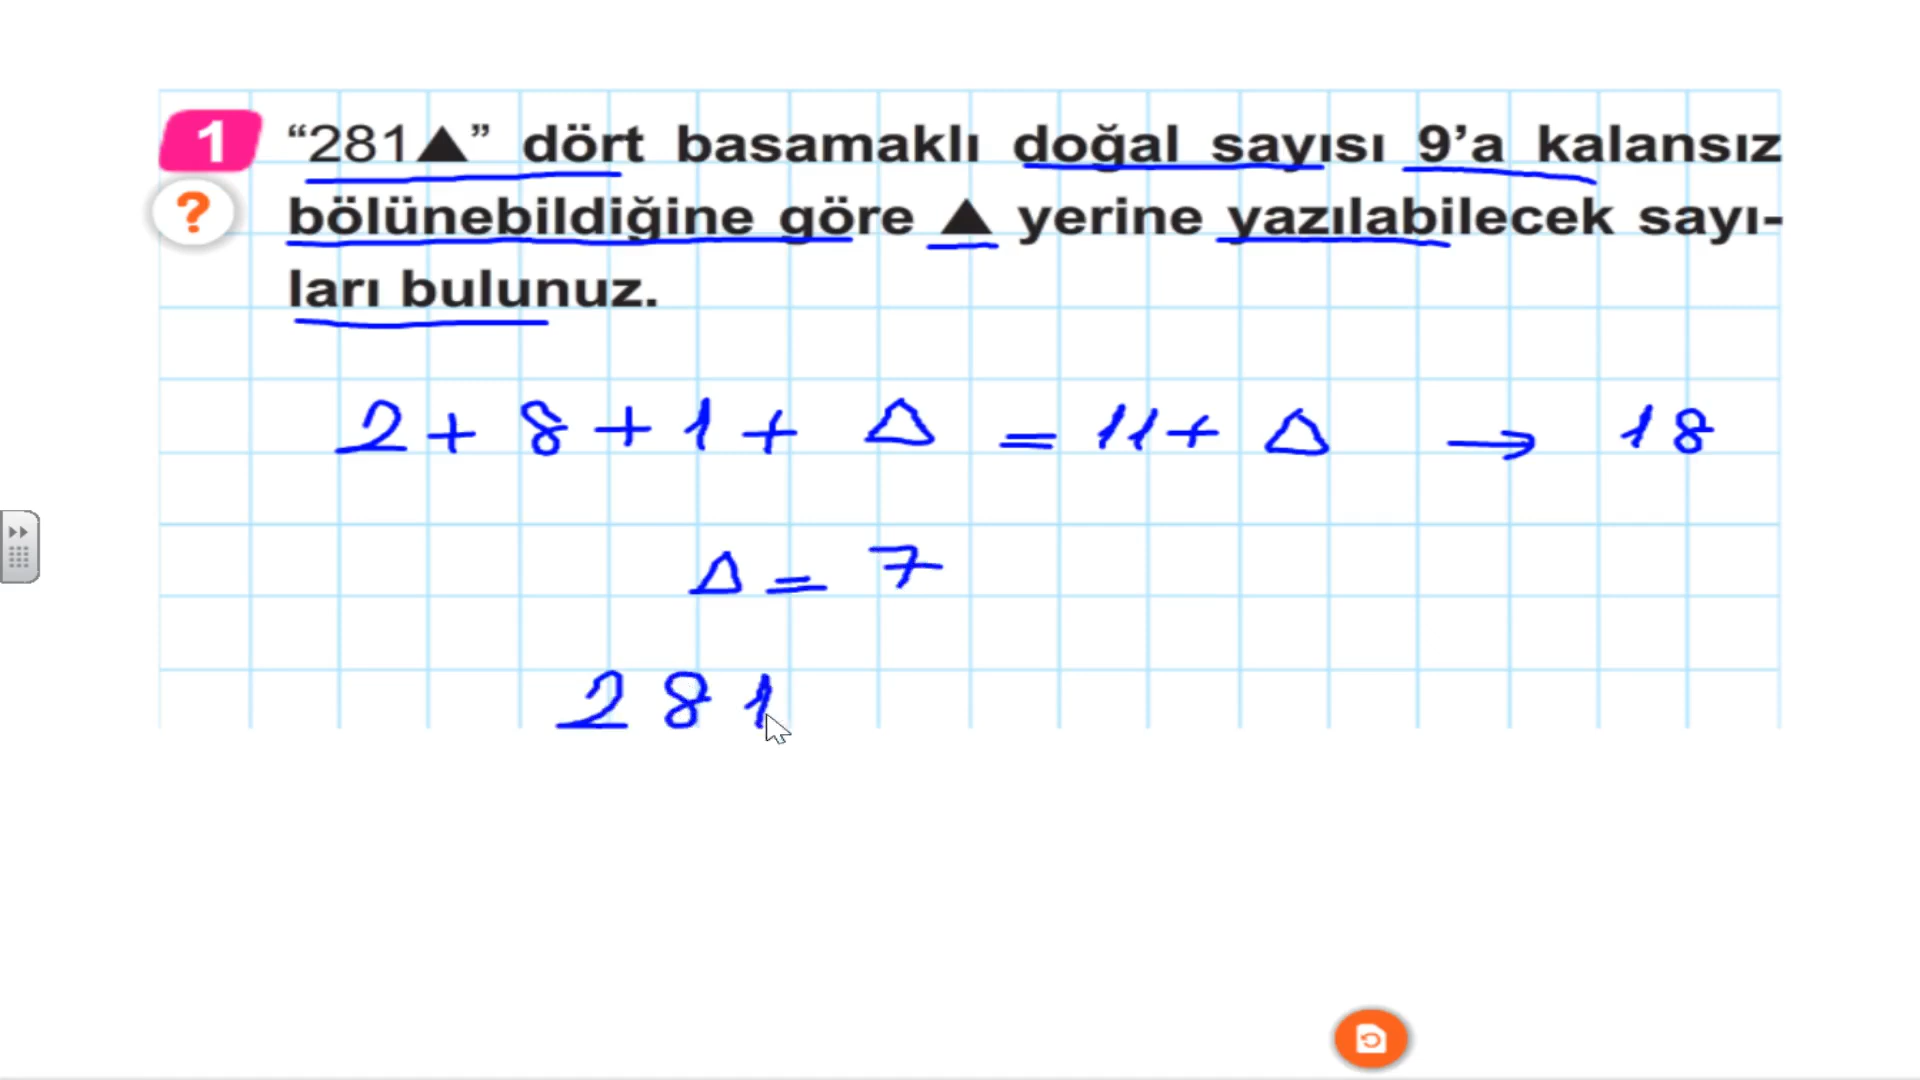 1 “281▲” dört basamaklı doğal sayısı 9’a kalansız
? bölünebildiğine göre ▲ yerine yazılabilecek sayı-
ları bulunuz.
2 + 8 + 1 + Δ = 11 + Δ → 18
Δ = 7
2 8 1